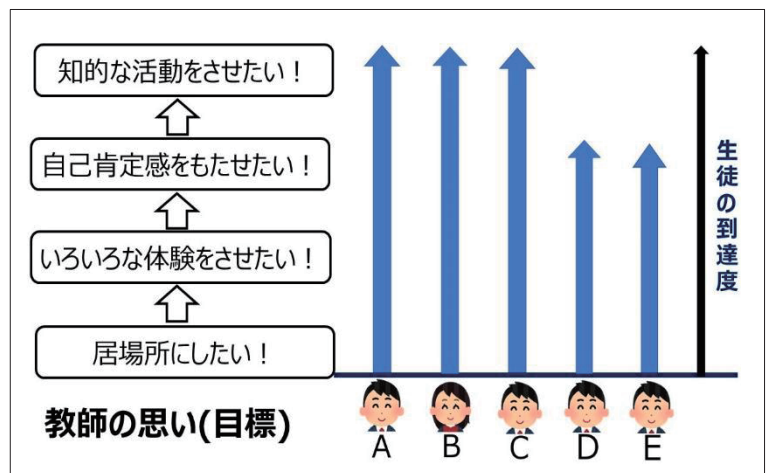 知的な活動をさせたい！
自己肯定感をもたせたい！
いろいろな体験をさせたい！
居場所にしたい！
教師の思い(目標)
A
B
C
D
E
生徒の到達度